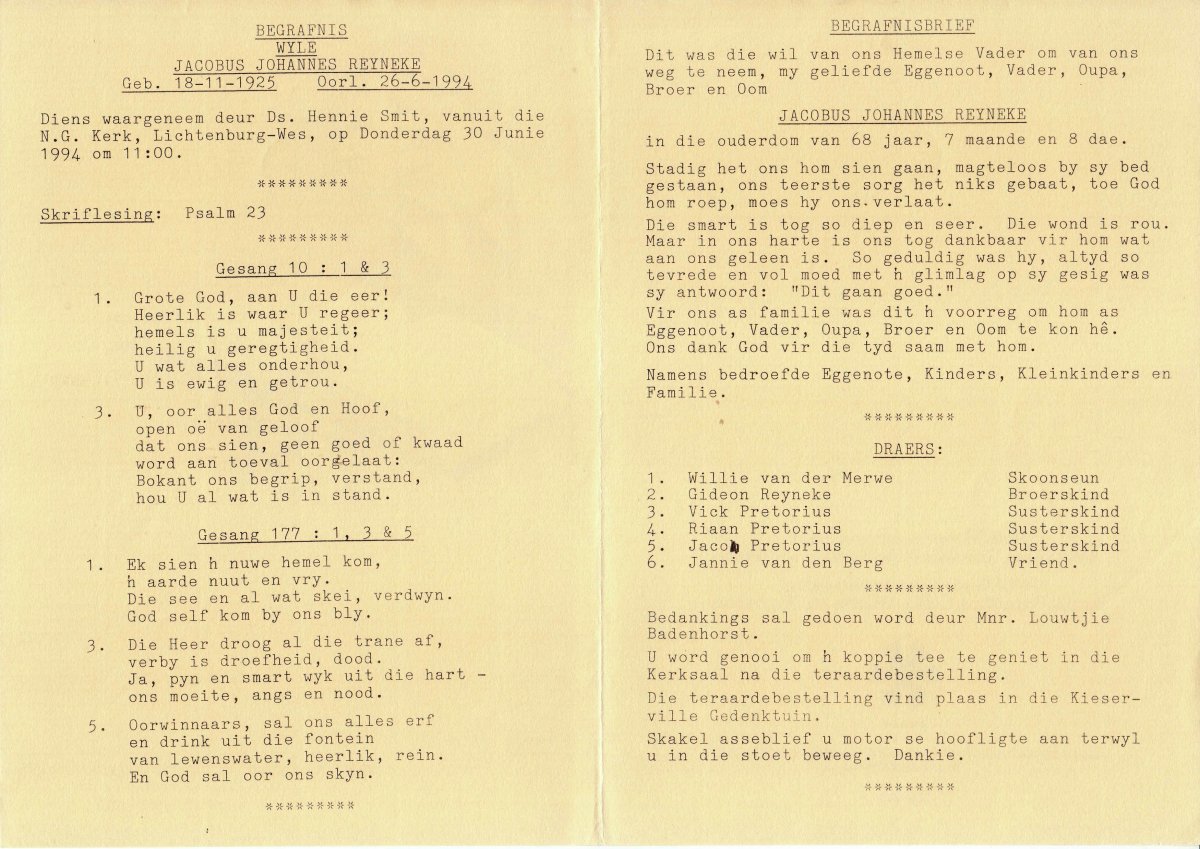 BEGRAFNIS
WYLE
JACOBUS JOHANNES REYNEKE
Geb. 18-11-1925 Oorl. 26-6-1994
Diens waargeneem deur Ds. Hennie Smit, vanuit die
N.G. Kerk, Lichtenburg-Wes, op Donderdag 30 Junie
1994 om 11:00.
*********
Skriflesing: Psalm 23
*********
Gesang 10 : 1 & 3
1. Grote God, aan U die eer!
Heerlik is waar U regeer;
hemels is u majesteit;
heilig u geregtigheid.
U wat alles onderhou,
U is ewig en getrou.
3. U, oor alles God en Hoof,
open oë van geloof
dat ons sien, geen goed of kwaad
word aan toeval oorgelaat:
Bokant ons begrip, verstand,
hou U al wat is in stand.
Gesang 177 : 1, 3 & 5
1. Ek sien ŉ nuwe hemel kom,
ŉ aarde nuut en vry.
Die see en al wat skei, verdwyn.
God self kom by ons bly.
3. Die Heer droog al die trane af,
verby is droefheid, dood.
Ja, pyn en smart wyk uit die hart -
ons moeite, angs en nood.
5. Oorwinnaars, sal ons alles erf
en drink uit die fontein
van lewenswater, heerlik, rein.
En God sal oor ons skyn.
*********
BEGRAFNISBRIEF
Dit was die wil van ons Hemelse Vader om van ons
weg te neem, my geliefde Eggenoot, Vader, Oupa,
Broer en Oom
JACOBUS JOHANNES REYNEKE
in die ouderdom van 68 jaar, 7 maande en 8 dae.
Stadig het ons hom sien gaan, magteloos by sy bed
gestaan, ons teerste sorg het niks gebaat, toe God
hom roep, moes hy ons verlaat.
Die smart is tog so diep en seer. Die wond is rou.
Maar in ons harte is ons tog dankbaar vir hom wat
aan ons geleen is. So geduldig was hy, altyd so
tevrede en vol moed met ŉ glimlag op sy gesig was
sy antwoord: "Dit gaan goed."
Vir ons as familie was dit ŉ voorreg om hom as
Eggenoot, Vader, Oupa, Broer en Oom te kon hê.
Ons dank God vir die tyd saam met hom.
Namens bedroefde Eggenote, Kinders, Kleinkinders en
Familie.
*********
DRAERS:
1. Willie van der Merwe Skoonseun
2. Gideon Reyneke Broerskind
3. Vick Pretorius Susterskind
4. Riaan Pretorius Susterskind
5. Jacob Pretorius Susterskind
6. Jannie van den Berg Vriend.
*********
Bedankings sal gedoen word deur Mnr. Louwtjie
Badenhorst.
U word genooi om ŉ koppie tee te geniet in die
Kerksaal na die teraardebestelling.
Die teraardebestelling vind plaas in die Kieser-
ville Gedenktuin.
Skakel asseblief u motor se hoofligte aan terwyl
u in die stoet beweeg. Dankie.
*********